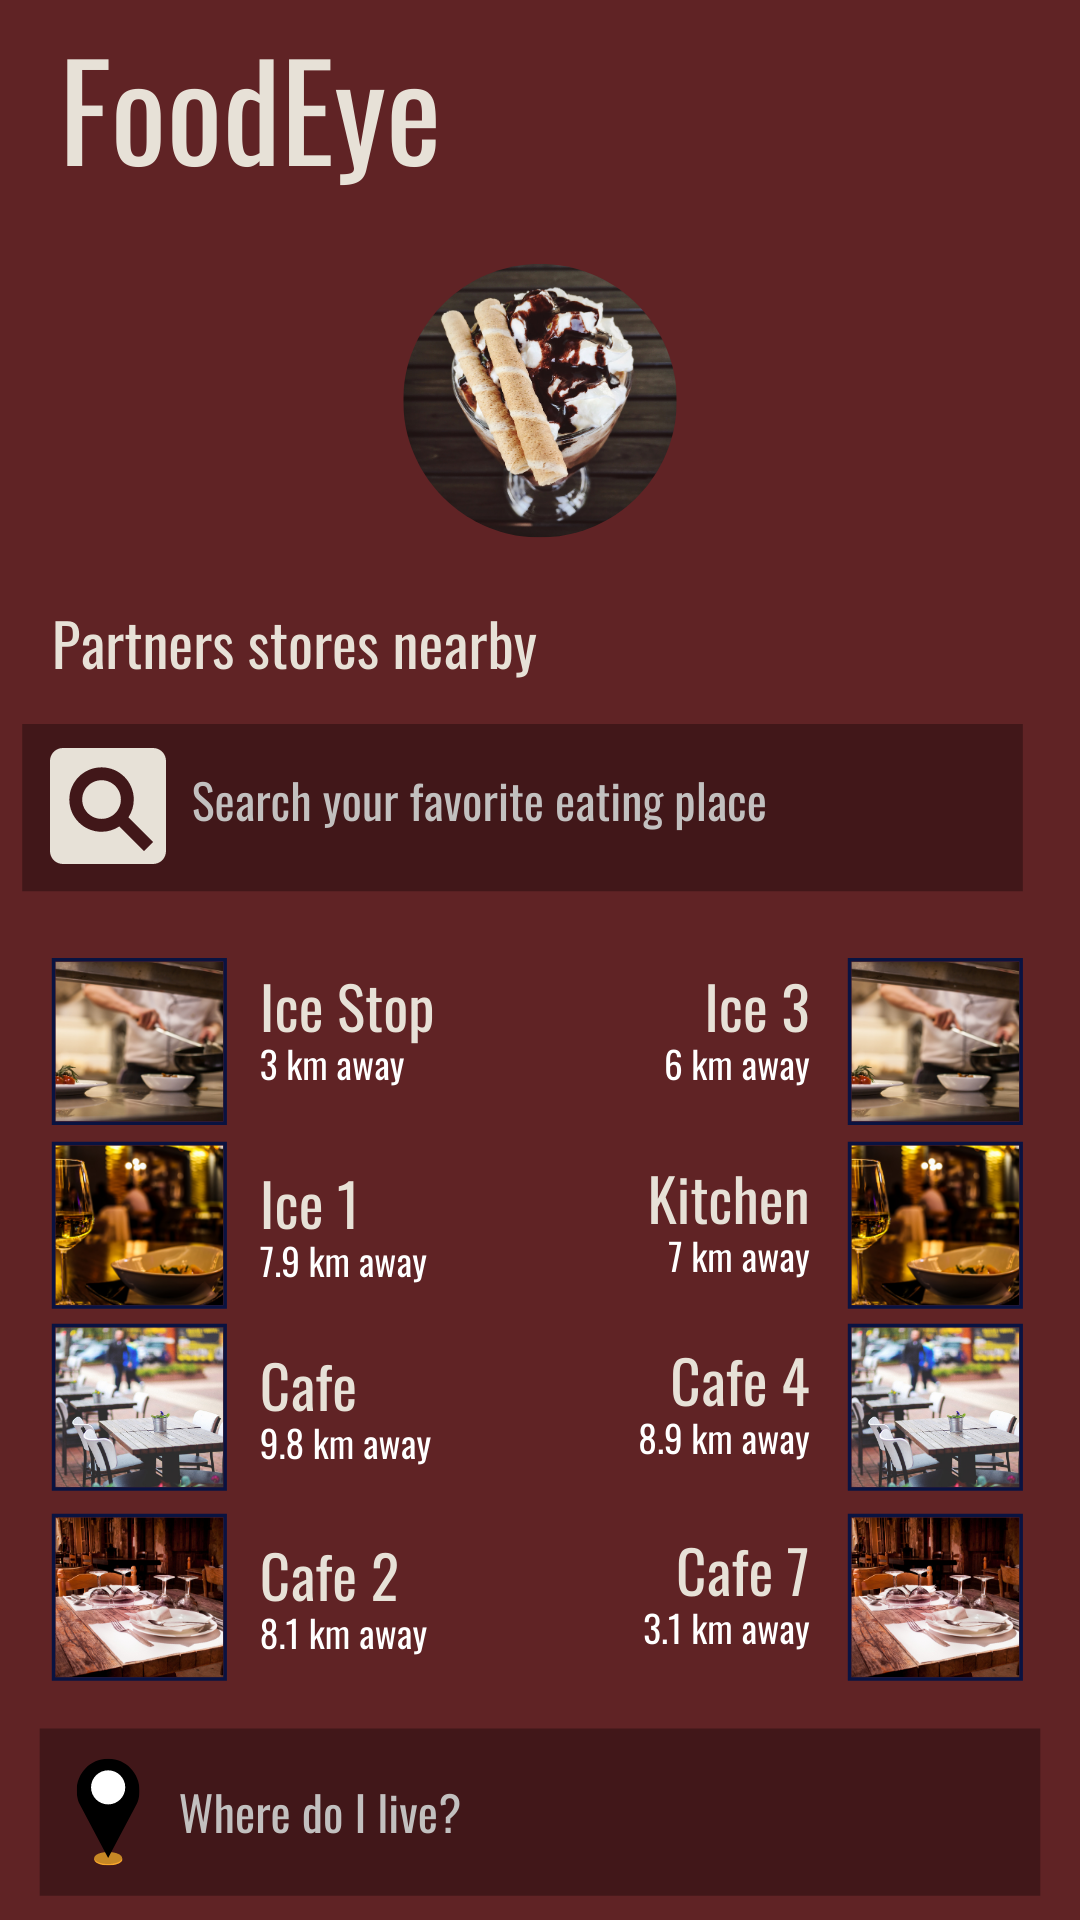 FoodEye
Partners stores nearby
Search your favorite eating place
Ice Stop
3 km away
Ice 3
6 km away
Ice 1
7.9 km away
Kitchen
7 km away
Cafe
9.8 km away
Cafe 4
8.9 km away
Cafe 2
8.1 km away
Cafe 7
3.1 km away
Where do I live?